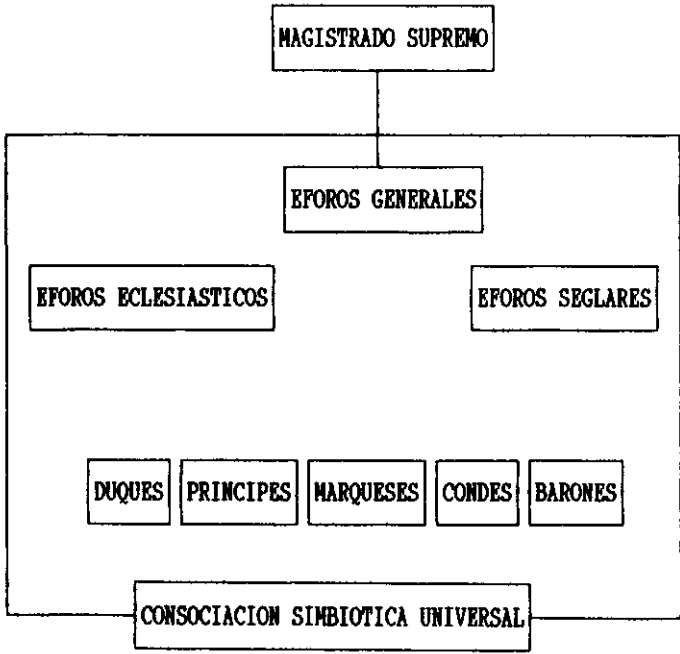 MAGISTRADO SUPREMO
EFOROS GENERALES
EFOROS ECLESIASTICOS
EFOROS SEGLARES
DUQUES
PRINCIPES
MARQUESES
CONDES
BARONES
CONSOCIACION SIMBIOTICA UNIVERSAL